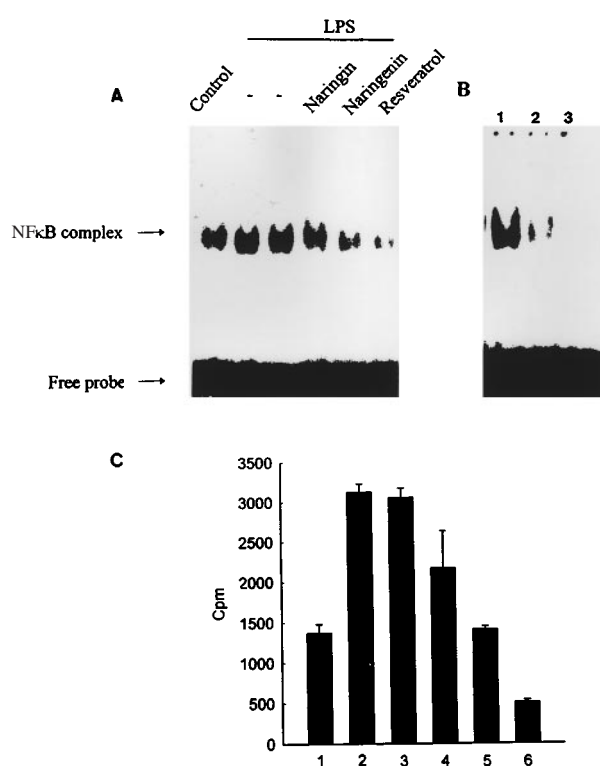 LPS
A
Control
-
-
Naringin
Naringenin
Resveratrol
B
1 2 3
NFκB complex
Free probe
C
3500
3000
2500
2000
1500
1000
500
0
Cpm
1 2 3 4 5 6